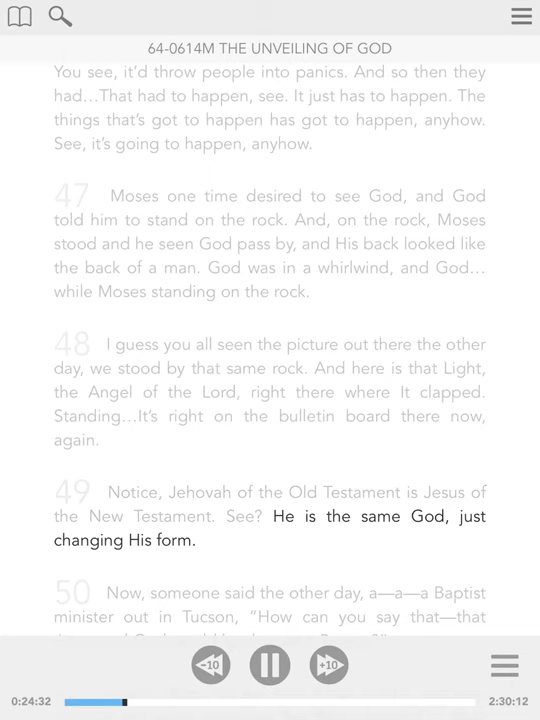 64-0614M THE UNVEILING OF GOD
You see, it’d throw people into panics. And so then they
had…That had to happen, see. It just has to happen. The
things that’s got to happen has got to happen, anyhow.
See, it’s going to happen, anyhow.
47 Moses one time desired to see God, and God
told him to stand on the rock. And, on the rock, Moses
stood and he seen God pass by, and His back looked like
the back of a man. God was in a whirlwind, and God…
while Moses standing on the rock.
48 I guess you all seen the picture out there the other
day, we stood by that same rock. And here is that Light,
the Angel of the Lord, right there where It clapped.
Standing…It’s right on the bulletin board there now,
again.
49 Notice, Jehovah of the Old Testament is Jesus of
the New Testament. See? He is the same God, just
changing His form.
50 Now, someone said the other day, a—a—a Baptist
minister out in Tucson, “How can you say that—that
-10 +10
0:24:32 2:30:12